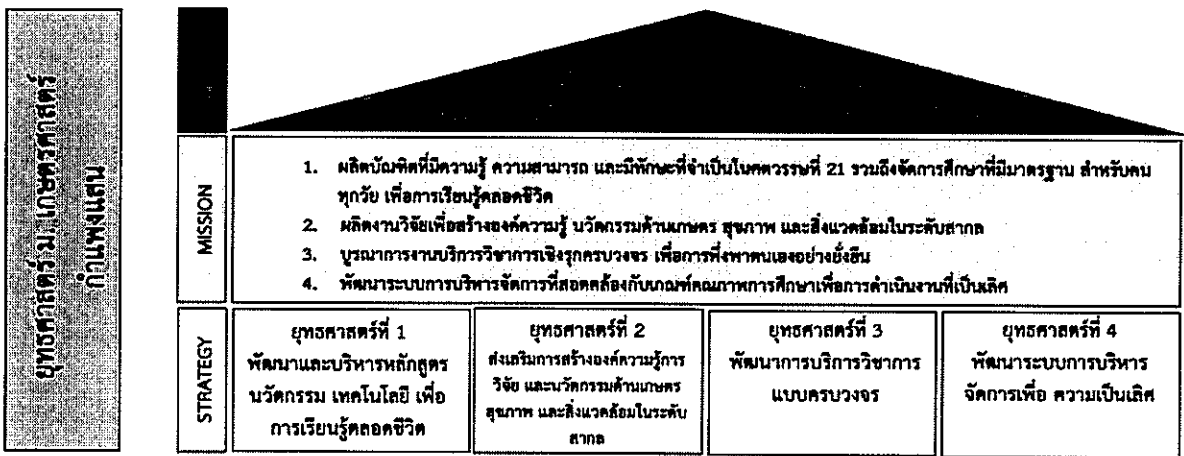 ยุทธศาสตร์ ม. เกษตรศาสตร์
กำแพงแสน
MISSION
1. ผลิตบัณฑิตที่มีความรู้ ความสามารถ และมีทักษะที่จำเป็นในศตวรรษที่ 21 รวมถึงจัดการศึกษาที่มีมาตรฐาน สำหรับคน
ทุกวัย เพื่อการเรียนรู้ตลอดชีวิต
2. ผลิตงานวิจัยเพื่อสร้างองค์ความรู้ นวัตกรรมด้านเกษตร สุขภาพ และสิ่งแวดล้อมในระดับสากล
3. บูรณาการงานบริการวิชาการเชิงรุกครบวงจร เพื่อการพึ่งพาตนเองอย่างยั่งยืน
4. พัฒนาระบบการบริหารจัดการที่สอดคล้องกับเกณฑ์คุณภาพการศึกษาเพื่อการดำเนินงานที่เป็นเลิศ
STRATEGY
ยุทธศาสตร์ที่ 1
พัฒนาและบริหารหลักสูตร
นวัตกรรม เทคโนโลยี เพื่อ
การเรียนรู้ตลอดชีวิต
ยุทธศาสตร์ที่ 2
ส่งเสริมการสร้างองค์ความรู้การ
วิจัย และนวัตกรรมด้านเกษตร
สุขภาพ และสิ่งแวดล้อมในระดับ
สากล
ยุทธศาสตร์ที่ 3
พัฒนาการบริการวิชาการ
แบบครบวงจร
ยุทธศาสตร์ที่ 4
พัฒนาระบบการบริหาร
จัดการเพื่อ ความเป็นเลิศ